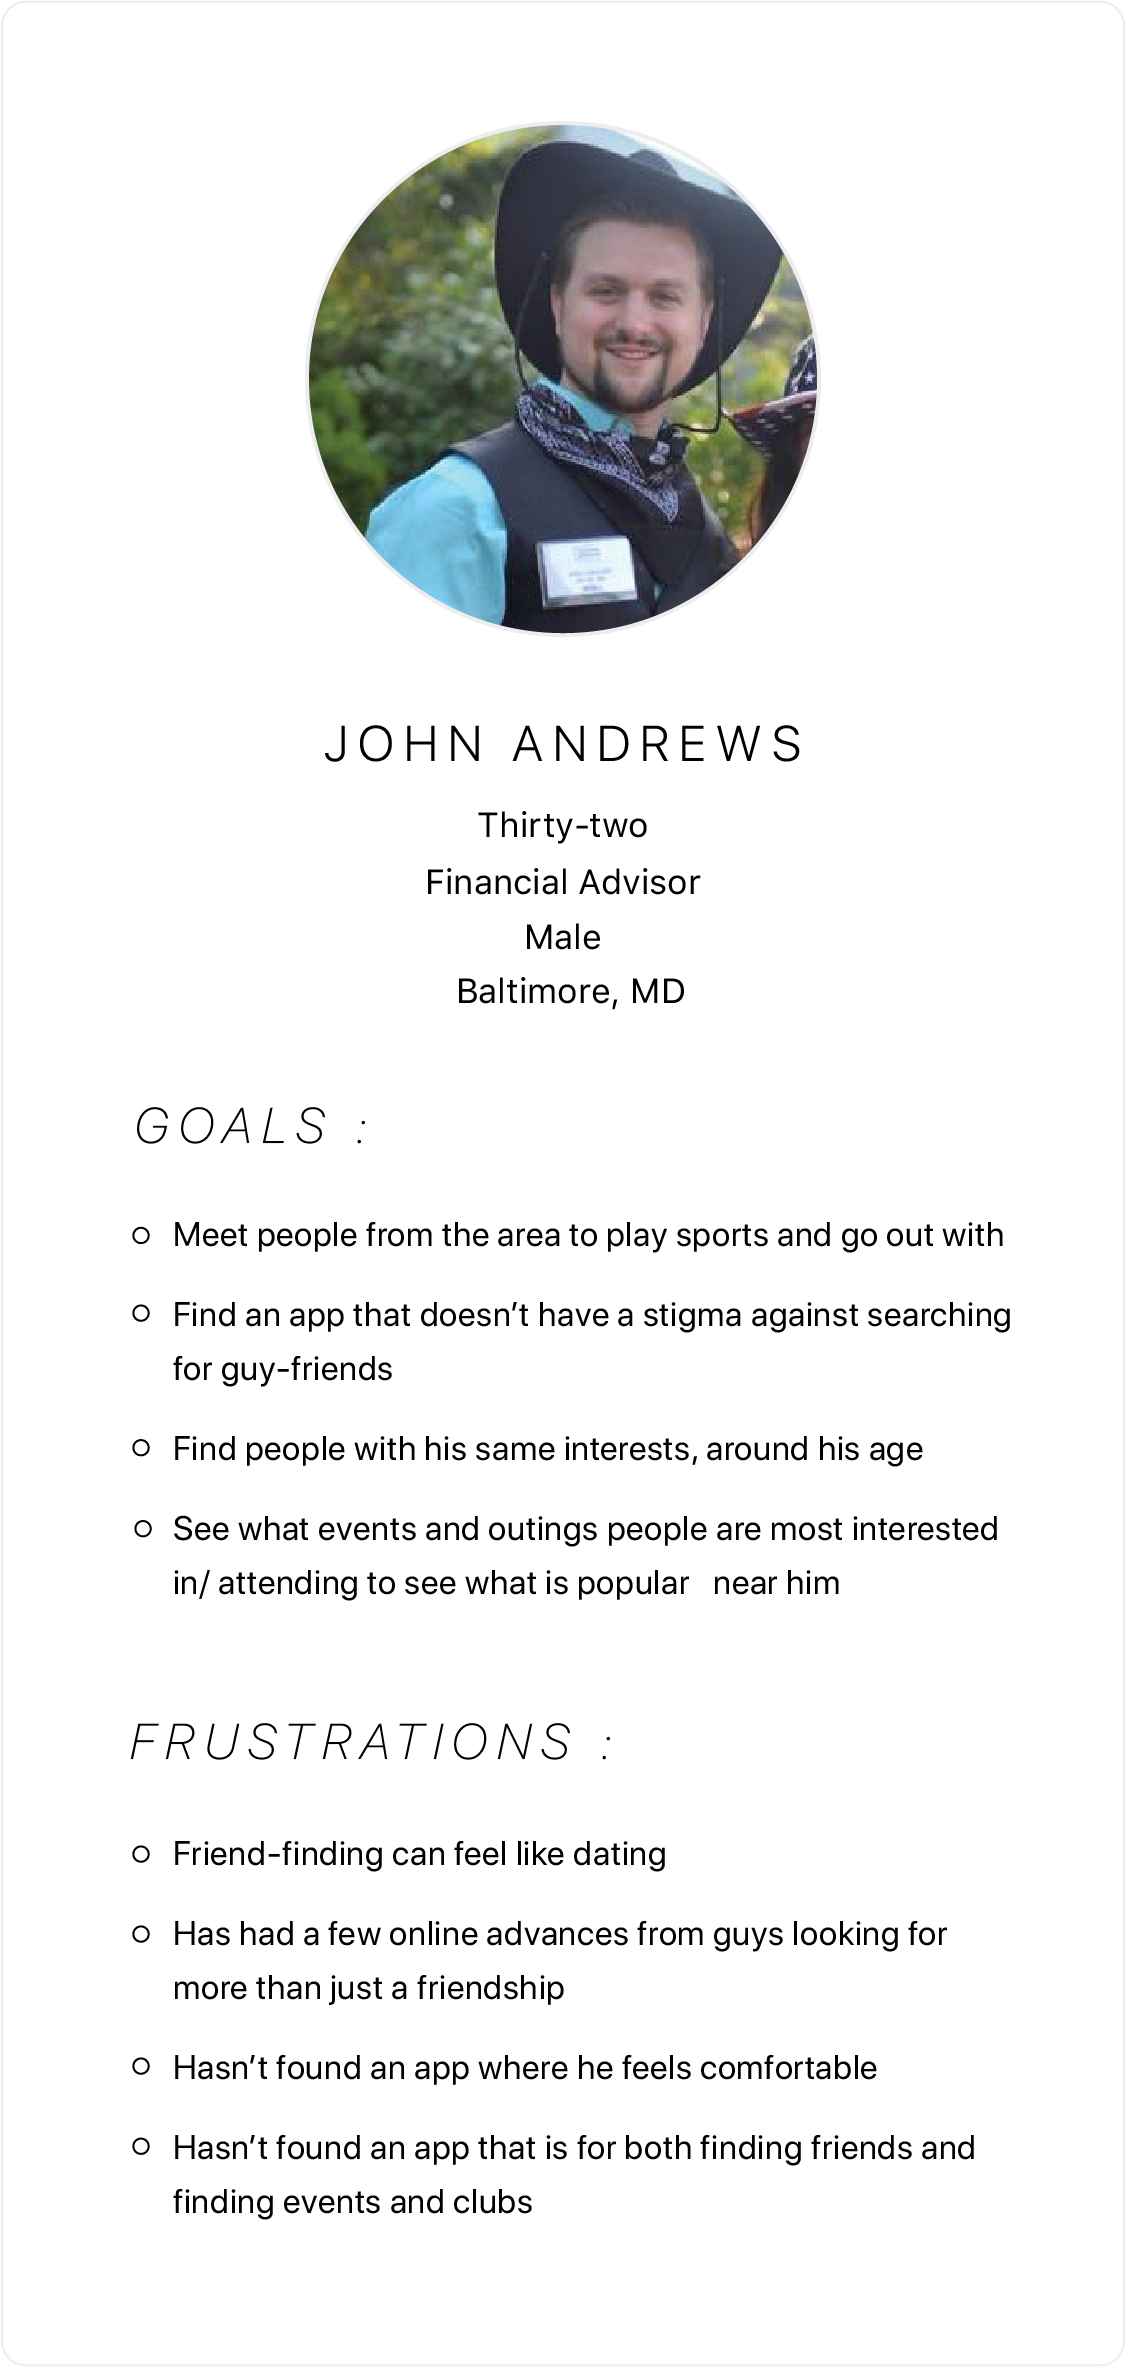 JOHN ANDREWS
Thirty-two
Financial Advisor
Male
Baltimore, MD
GOALS :
Meet people from the area to play sports and go out with
Find an app that doesn’t have a stigma against searching
for guy-friends
Find people with his same interests, around his age
See what events and outings people are most interested
in/ attending to see what is popular   near him
FRUSTRATIONS :
Friend-finding can feel like dating
Has had a few online advances from guys looking for
more than just a friendship
Hasn’t found an app where he feels comfortable
Hasn’t found an app that is for both finding friends and
finding events and clubs